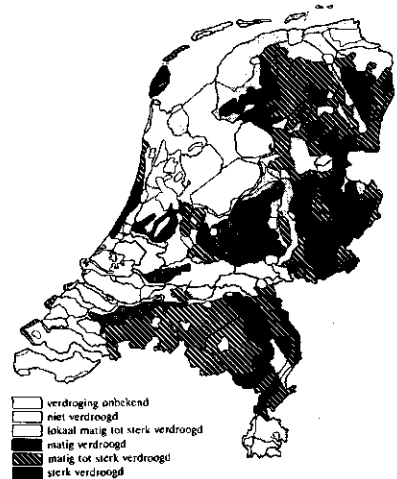 verdroging onbekend
niet verdroogd
lokaal matig tot sterk verdroogd
matig verdroogd
matig tot sterk verdroogd
sterk verdroogd